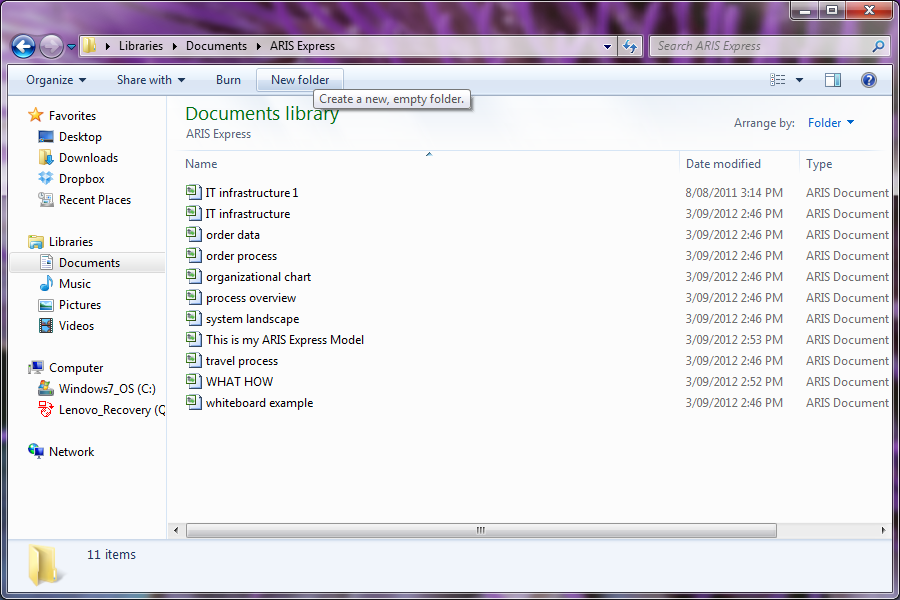 Libraries Documents ARIS Express
Search ARIS Express
Organize Share with Burn New folder
Create a new, empty folder.
Favorites
Desktop
Downloads
Dropbox
Recent Places
Libraries
Documents
Music
Pictures
Videos
Computer
Windows7_OS (C:)
Lenovo_Recovery (Q
Network
Documents library
ARIS Express
Arrange by: Folder
Name Date modified Type
IT infrastructure1 8/08/2011 3:14 PM ARIS Document
IT infrastructure 3/09/2012 2:46 PM ARIS Document
order data 3/09/2012 2:46 PM ARIS Document
order process 3/09/2012 2:46 PM ARIS Document
organizational chart 3/09/2012 2:46 PM ARIS Document
process overview 3/09/2012 2:46 PM ARIS Document
system landscape 3/09/2012 2:46 PM ARIS Document
This is my ARIS Express Model 3/09/2012 2:53 PM ARIS Document
travel process 3/09/2012 2:46 PM ARIS Document
WHAT HOW 3/09/2012 2:52 PM ARIS Document
whiteboard example 3/09/2012 2:46 PM ARIS Document
11 items